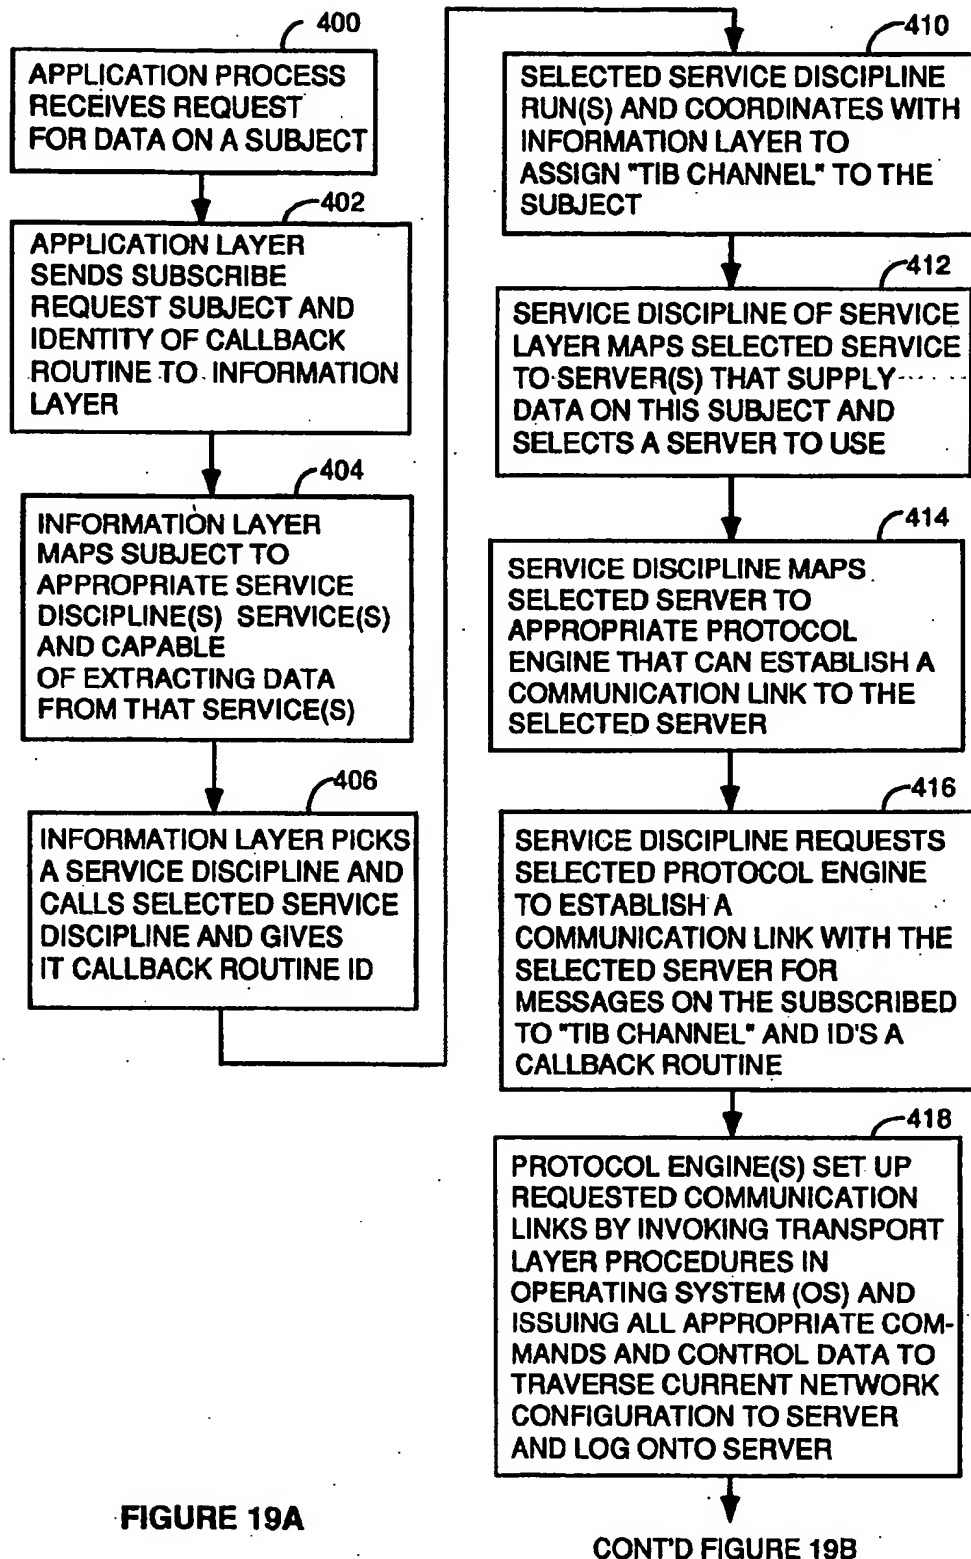 400
APPLICATION PROCESS
RECEIVES REQUEST
FOR DATA ON A SUBJECT
402
APPLICATION LAYER
SENDS SUBSCRIBE
REQUEST SUBJECT AND
IDENTITY OF CALLBACK
ROUTINE TO INFORMATION
LAYER
404
INFORMATION LAYER
MAPS SUBJECT TO
APPROPRIATE SERVICE
DISCIPLINE(S) SERVICE(S)
AND CAPABLE
OF EXTRACTING DATA
FROM THAT SERVICE(S)
406
INFORMATION LAYER PICKS
A SERVICE DISCIPLINE AND
CALLS SELECTED SERVICE
DISCIPLINE AND GIVES
IT CALLBACK ROUTINE ID
410
SELECTED SERVICE DISCIPLINE
RUN(S) AND COORDINATES WITH
INFORMATION LAYER TO
ASSIGN "TIB CHANNEL" TO THE
SUBJECT
412
SERVICE DISCIPLINE OF SERVICE
LAYER MAPS SELECTED SERVICE
TO SERVER(S) THAT SUPPLY
DATA ON THIS SUBJECT AND
SELECTS A SERVER TO USE
414
SERVICE DISCIPLINE MAPS
SELECTED SERVER TO
APPROPRIATE PROTOCOL
ENGINE THAT CAN ESTABLISH A
COMMUNICATION LINK TO THE
SELECTED SERVER
416
SERVICE DISCIPLINE REQUESTS
SELECTED PROTOCOL ENGINE
TO ESTABLISH A
COMMUNICATION LINK WITH THE
SELECTED SERVER FOR
MESSAGES ON THE SUBSCRIBED
TO "TIB CHANNEL" AND ID'S A
CALLBACK ROUTINE
418
PROTOCOL ENGINE(S) SET UP
REQUESTED COMMUNICATION
LINKS BY INVOKING TRANSPORT
LAYER PROCEDURES IN
OPERATING SYSTEM (OS) AND
ISSUING ALL APPROPRIATE COM-
MANDS AND CONTROL DATA TO
TRAVERSE CURRENT NETWORK
CONFIGURATION TO SERVER
AND LOG ONTO SERVER
FIGURE 19A
CONT'D FIGURE 19B